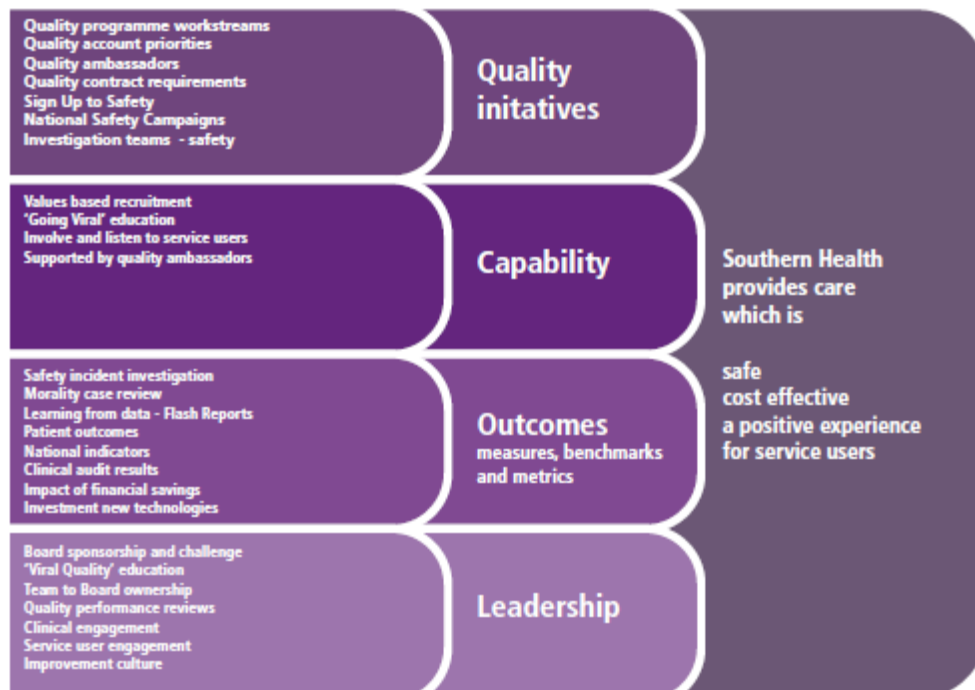 Quality programme workstreams
Quality account priorities
Quality ambassadors
Quality contract requirements
Sign Up to Safety
National Safety Campaigns
Investigation teams - safety
Quality
initatives
Values based recruitment
'Going Viral' education
Involve and listen to service users
Supported by quality ambassadors
Capability
Safety incident investigation
Morality case review
Learning from data - Flash Reports
Patient outcomes
National indicators
Clinical audit results
Impact of financial savings
Investment new technologies
Outcomes
measures, benchmarks
and metrics
Board sponsorship and challenge
'Viral Quality' education
Team to Board ownership
Quality performance reviews
Clinical engagement
Service user engagement
Improvement culture
Leadership
Southern Health
provides care
which is
safe
cost effective
a positive experience
for service users